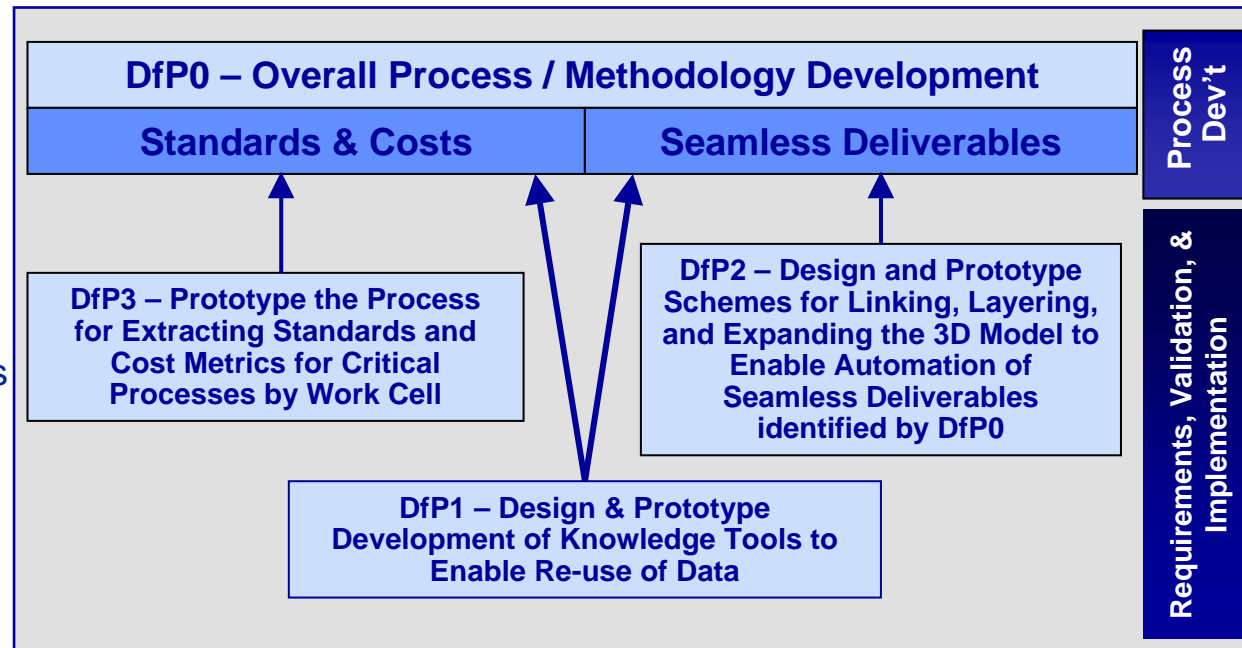 DfP0 – Overall Process / Methodology Development
Standards & Costs
Seamless Deliverables
Process
Dev't
DfP3 – Prototype the Process
for Extracting Standards and
Cost Metrics for Critical
Processes by Work Cell
DfP2 – Design and Prototype
Schemes for Linking, Layering,
and Expanding the 3D Model to
Enable Automation of
Seamless Deliverables
identified by DfP0
s
DfP1 – Design & Prototype
Development of Knowledge Tools to
Enable Re-use of Data
Requirements, Validation, &
Implementation